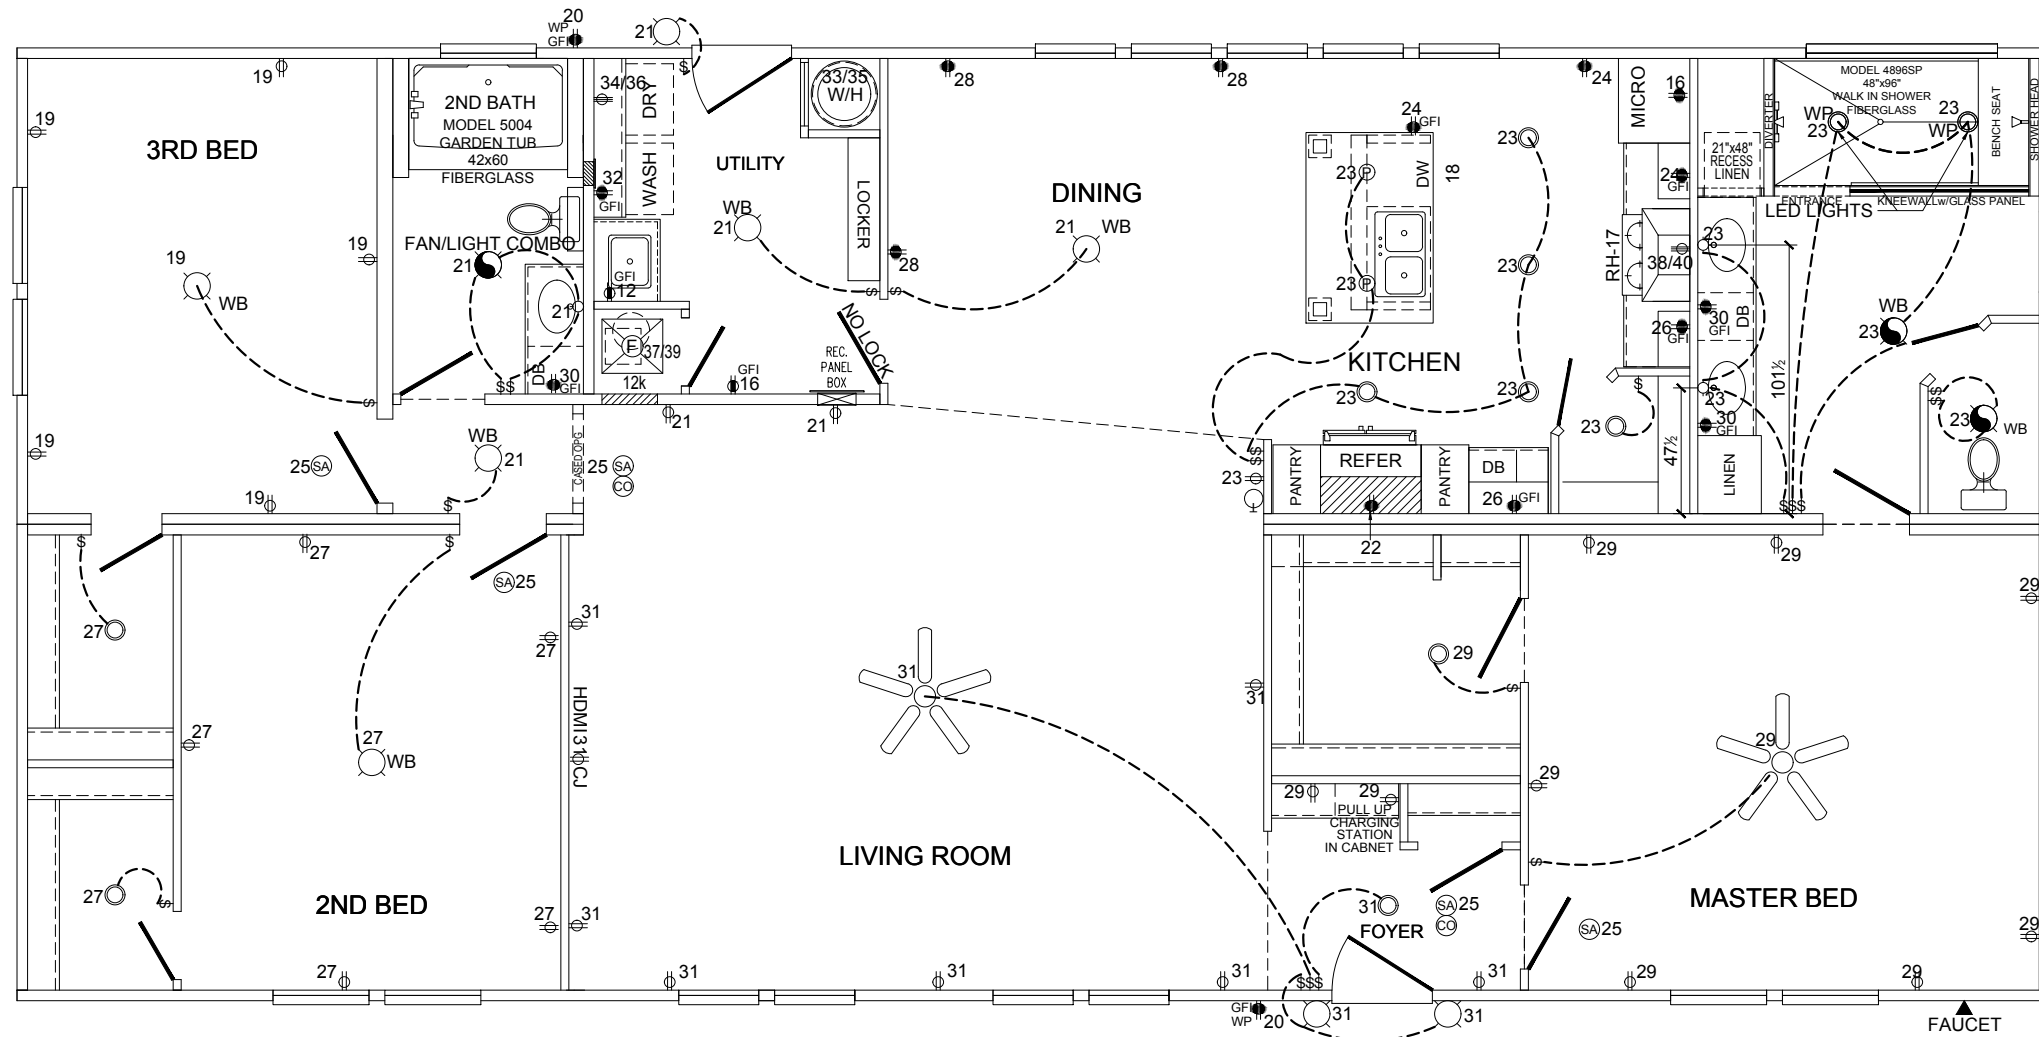 20
WP
GFI
21
19
34/36
DRY
33/35
W/H
28
28
24
MICRO
16
MODEL 4896SP
48"x96"
WALK IN SHOWER
FIBERGLASS
BENCH SEAT
SHOWER HEAD
DIVERTER
2ND BATH
MODEL 5004
GARDEN TUB
42x60
FIBERGLASS
19
3RD BED
24
GFI
23
WP
23
23
WP
21"x48"
RECESS
LINEN
UTILITY
WASH
32
GFI
LOCKER
DINING
23
P
DW
18
24
GFI
ENTRANCE
KNEEWALLw/GLASS PANEL
LED LIGHTS
WB
21
21
WB
FAN/LIGHT COMBO
21
19
19
WB
28
RH-17
38/40
23
GFI
12
23
P
23
21
NO LOCK
F
37/39
12k
REC.
PANEL
BOX
GFI
16
DB
30
GFI
KITCHEN
26
GFI
30
GFI
DB
101½
WB
23
$
$
$
$
$$
$
$
21
21
23
23
23
23
30
GFI
$$
23
WB
19
WB
21
25
SA
CASED OPG
25
SA
CO
$$
23
PANTRY
REFER
PANTRY
DB
47½
LINEN
19
$
26
GFI
$$$
$
$
27
22
29
29
SA
25
31
27
29
27
29
$
31
31
27
HDMI 31 CJ
27
WB
29
29
29
29
PULL UP
CHARGING
STATION
IN CABNET
LIVING ROOM
$
27
$
2ND BED
27
31
31
SA
25
CO
FOYER
MASTER BED
SA
25
29
27
31
31
31
$$$
31
29
29
GFI
WP
20
31
31
FAUCET